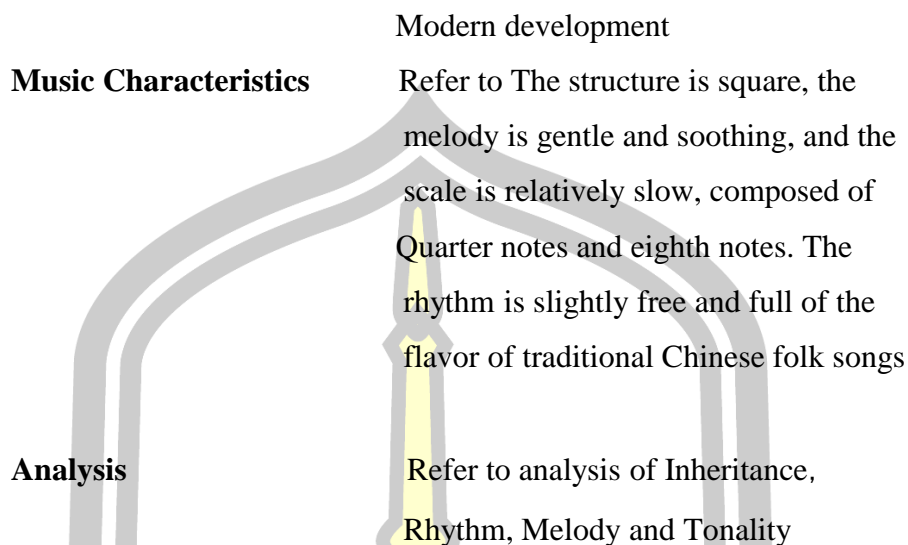 Modern development
Music Characteristics Refer to The structure is square, the
melody is gentle and soothing, and the
scale is relatively slow, composed of
Quarter notes and eighth notes. The
rhythm is slightly free and full of the
flavor of traditional Chinese folk songs
Analysis Refer to analysis of Inheritance,
Rhythm, Melody and Tonality